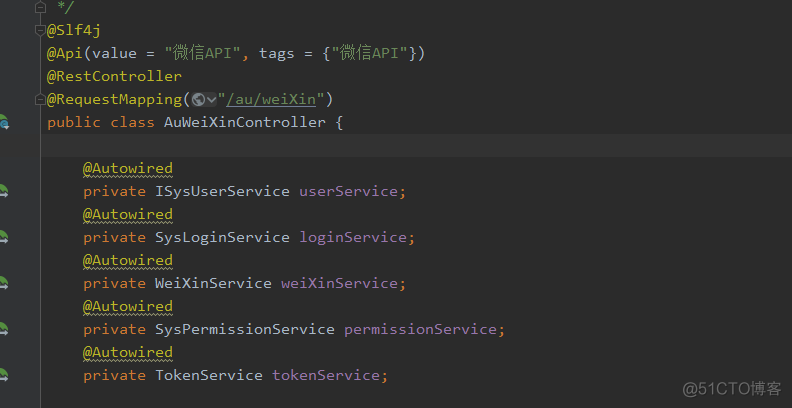 */
@Slf4j
@Api(value = "微信API", tags = {"微信API"})
@RestController
@RequestMapping("/au/weiXin")
public class AuWeiXinController {
@Autowired
private ISysUserService userService;
@Autowired
private SysLoginService loginService;
@Autowired
private WeiXinService weiXinService;
@Autowired
private SysPermissionService permissionService;
@Autowired
private TokenService tokenService;
@51CTO博客